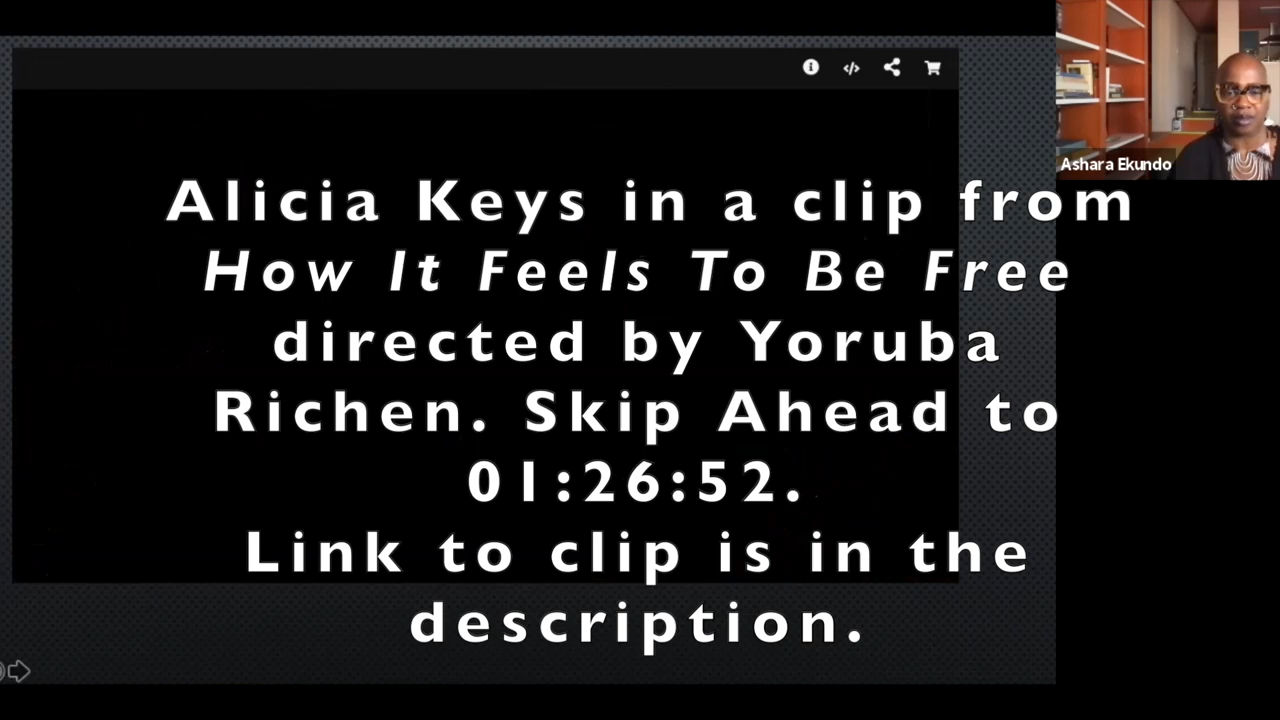 Ashara Ekundo
Alicia Keys in a clip from
How It Feels To Be Free
directed by Yoruba
Richen. Skip Ahead to
01:26:52.
Link to clip is in the
description.